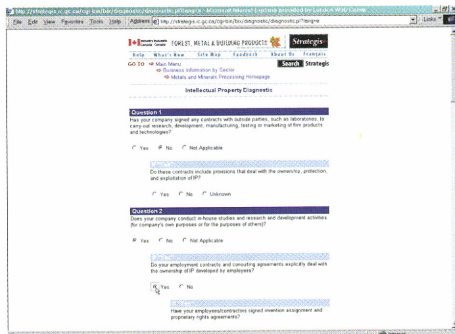 File Edit View Favorites Tools Help Address
Links
Industry Canada Industrie Canada FOREST, METAL & BUILDING PRODUCTS Strategis
Help What's New Site Map Feedback About Us Français
GO TO Main Menu Search Strategis
Business Information by Sector
Metals and Minerals Processing Homepage
Intellectual Property Diagnostic
Question 1
Has your company signed any contracts with outside parties, such as laboratories, to
carry-out research, development, manufacturing, testing or marketing of firm products
and technologies?
Yes No Not Applicable
Do these contracts include provisions that deal with the ownership, protection,
and exploitation of IP?
Yes No Unknown
Question 2
Does your company conduct in-house studies and research and development activities
(for company's own purposes or for the purposes of others)?
Yes No Not Applicable
Do your employment contracts and consulting agreements explicitly deal with
the ownership of IP developed by employees?
Yes No
Have your employees/contractors signed invention assignment and
proprietary rights agreements?